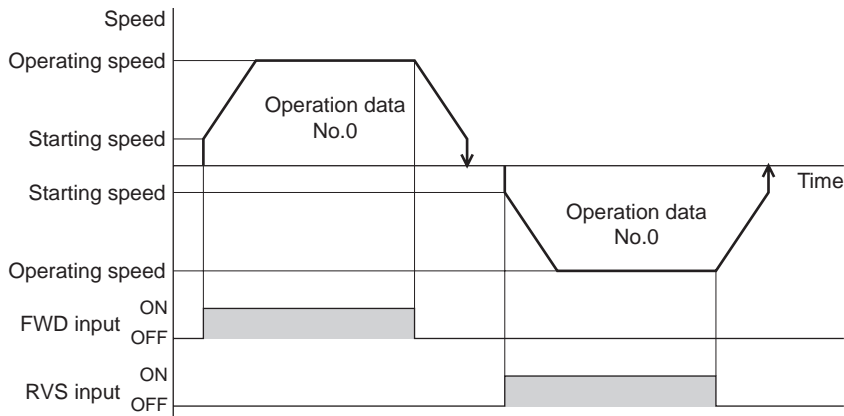 Speed
Operating speed
Operation data
No.0
Starting speed
Time
Starting speed
Operation data
No.0
Operating speed
ON
FWD input
OFF
ON
RVS input
OFF